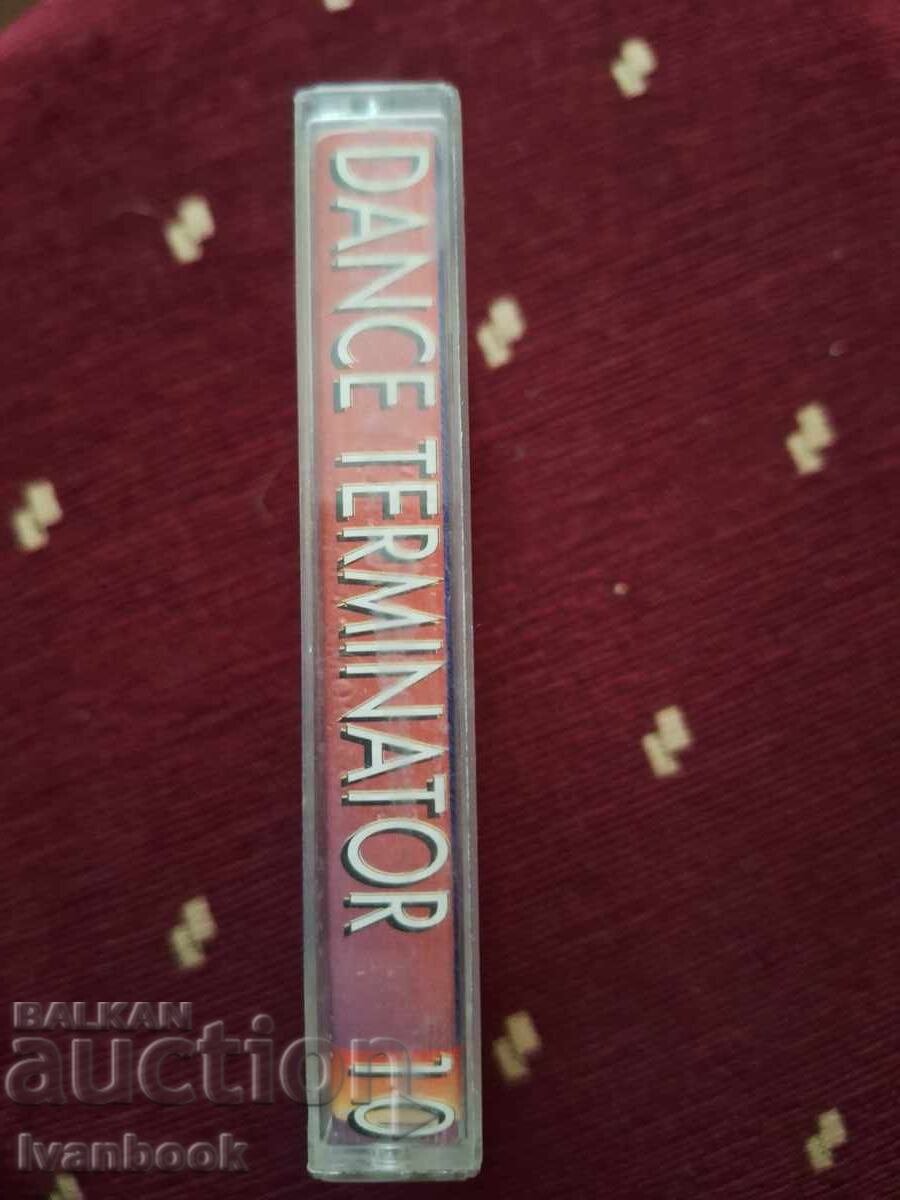 DANCE TERMINATOR 10
BALKAN
auction
Ivanbook